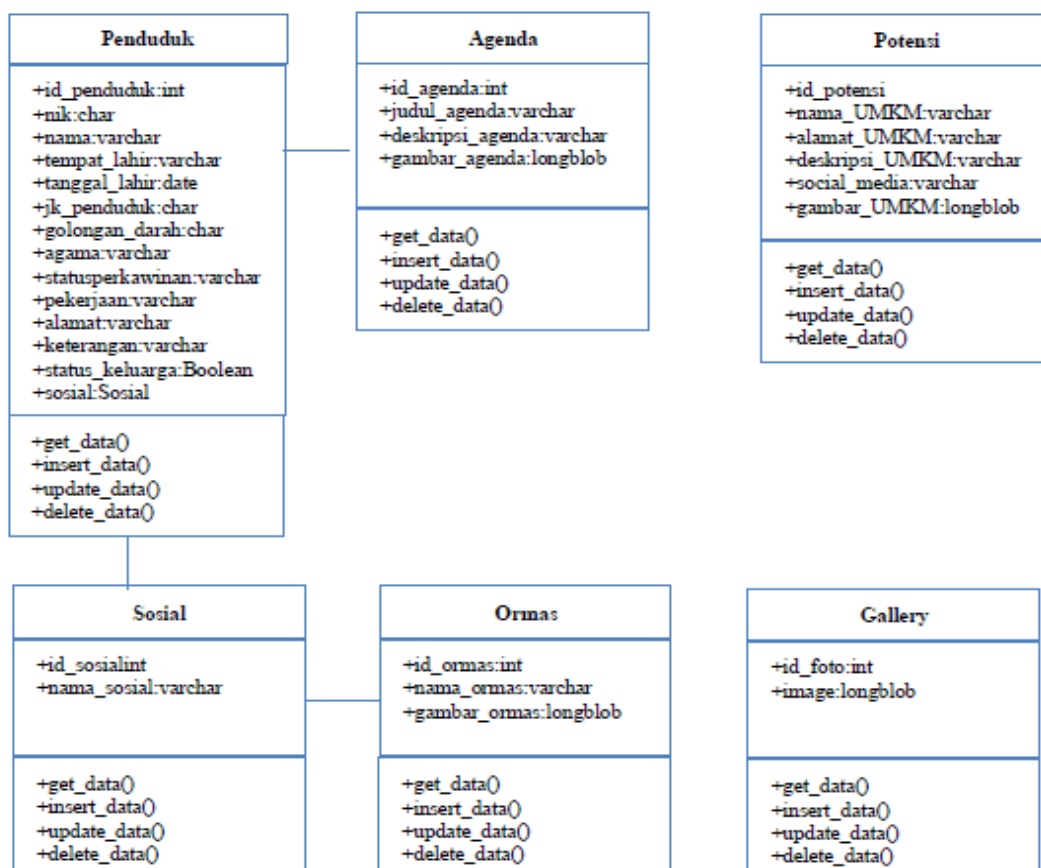 Penduduk
+id_penduduk:int
+nik:char
+nama:varchar
+tempat_lahir:varchar
+tanggal_lahir:date
+jk_penduduk:char
+golongan_darah:char
+agama:varchar
+statusperkawinan:varchar
+pekerjaan:varchar
+alamat:varchar
+keterangan:varchar
+status_keluarga:Boolean
+sosial:Sosial
+get_data()
+insert_data()
+update_data()
+delete_data()
Agenda
+id_agenda:int
+judul_agenda:varchar
+deskripsi_agenda:varchar
+gambar_agenda:longblob
+get_data()
+insert_data()
+update_data()
+delete_data()
Potensi
+id_potensi
+nama_UMKM:varchar
+alamat_UMKM:varchar
+deskripsi_UMKM:varchar
+social_media:varchar
+gambar_UMKM:longblob
+get_data()
+insert_data()
+update_data()
+delete_data()
Sosial
+id_sosialint
+nama_sosial:varchar
+get_data()
+insert_data()
+update_data()
+delete_data()
Ormas
+id_ormas:int
+nama_ormas:varchar
+gambar_ormas:longblob
+get_data()
+insert_data()
+update_data()
+delete_data()
Gallery
+id_foto:int
+image:longblob
+get_data()
+insert_data()
+update_data()
+delete_data()